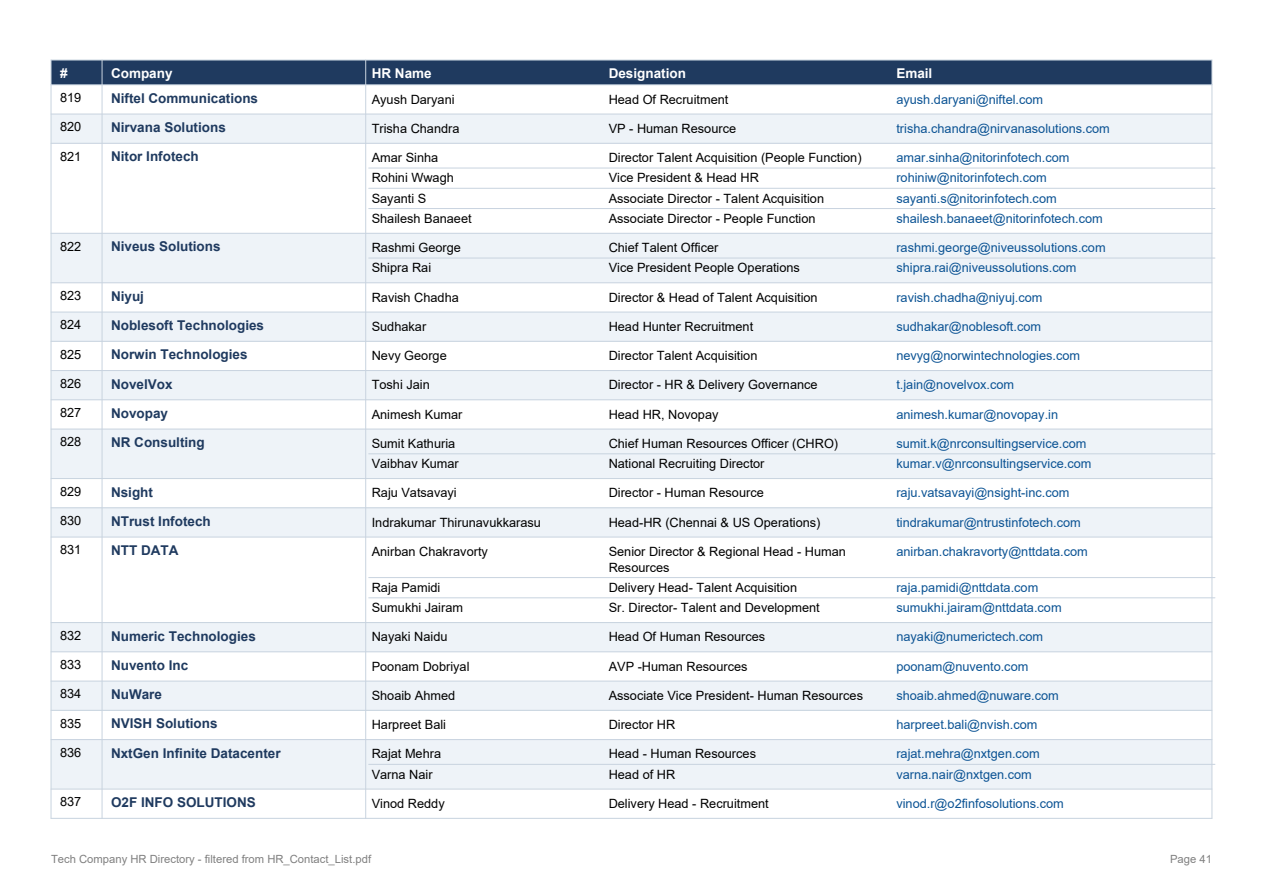 # Company HR Name Designation Email
819 Niftel Communications Ayush Daryani Head Of Recruitment ayush.daryani@niftel.com
820 Nirvana Solutions Trisha Chandra VP - Human Resource trisha.chandra@nirvanasolutions.com
821 Nitor Infotech Amar Sinha Director Talent Acquisition (People Function) amar.sinha@nitorinfotech.com
Rohini Wwagh Vice President & Head HR rohiniw@nitorinfotech.com
Sayanti S Associate Director - Talent Acquisition sayanti.s@nitorinfotech.com
Shailesh Banaeet Associate Director - People Function shailesh.banaeet@nitorinfotech.com
822 Niveus Solutions Rashmi George Chief Talent Officer rashmi.george@niveussolutions.com
Shipra Rai Vice President People Operations shipra.rai@niveussolutions.com
823 Niyuj Ravish Chadha Director & Head of Talent Acquisition ravish.chadha@niyuj.com
824 Noblesoft Technologies Sudhakar Head Hunter Recruitment sudhakar@noblesoft.com
825 Norwin Technologies Nevy George Director Talent Acquisition nevyg@norwintechnologies.com
826 NovelVox Toshi Jain Director - HR & Delivery Governance t.jain@novelvox.com
827 Novopay Animesh Kumar Head HR, Novopay animesh.kumar@novopay.in
828 NR Consulting Sumit Kathuria Chief Human Resources Officer (CHRO) sumit.k@nrconsultingservice.com
Vaibhav Kumar National Recruiting Director kumar.v@nrconsultingservice.com
829 Nsight Raju Vatsavayi Director - Human Resource raju.vatsavayi@nsight-inc.com
830 NTrust Infotech Indrakumar Thirunavukkarasu Head-HR (Chennai & US Operations) tindrakumar@ntrustinfotech.com
831 NTT DATA Anirban Chakravorty Senior Director & Regional Head - Human anirban.chakravorty@nttdata.com
Resources
Raja Pamidi Delivery Head- Talent Acquisition raja.pamidi@nttdata.com
Sumukhi Jairam Sr. Director- Talent and Development sumukhi.jairam@nttdata.com
832 Numeric Technologies Nayaki Naidu Head Of Human Resources nayaki@numerictech.com
833 Nuvento Inc Poonam Dobriyal AVP -Human Resources poonam@nuvento.com
834 NuWare Shoaib Ahmed Associate Vice President- Human Resources shoaib.ahmed@nuware.com
835 NVISH Solutions Harpreet Bali Director HR harpreet.bali@nvish.com
836 NxtGen Infinite Datacenter Rajat Mehra Head - Human Resources rajat.mehra@nxtgen.com
Varna Nair Head of HR varna.nair@nxtgen.com
837 O2F INFO SOLUTIONS Vinod Reddy Delivery Head - Recruitment vinod.r@o2finfosolutions.com
Tech Company HR Directory - filtered from HR_Contact_List.pdf Page 41